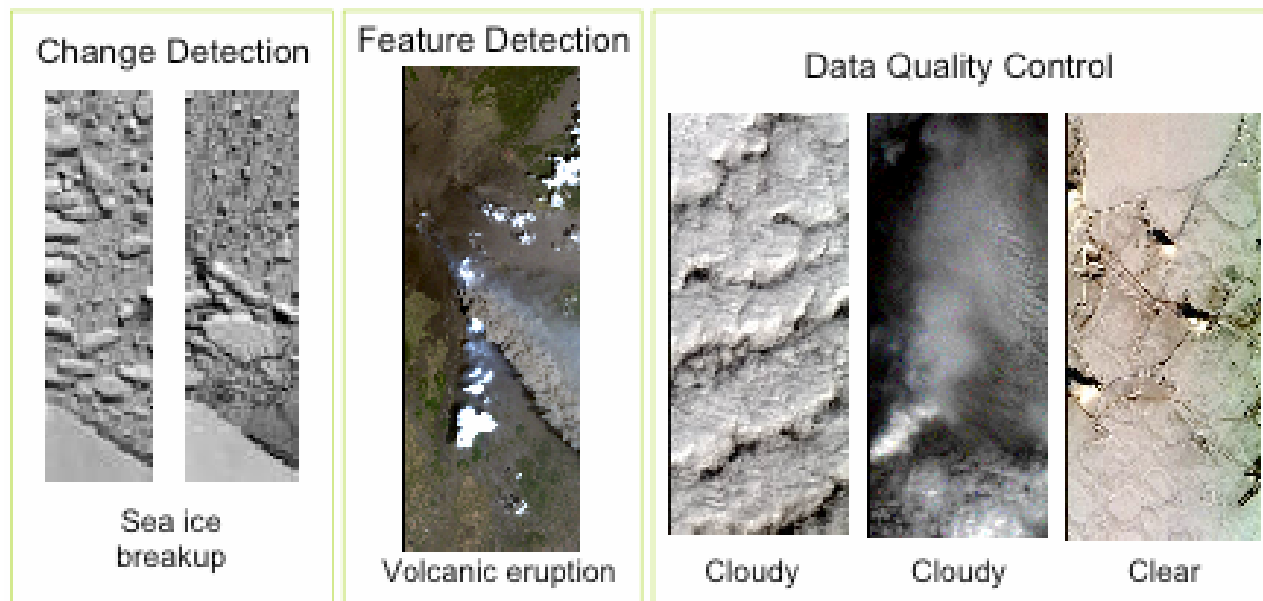 Change Detection
Sea ice
breakup
Feature Detection
Volcanic eruption
Data Quality Control
Cloudy
Cloudy
Clear